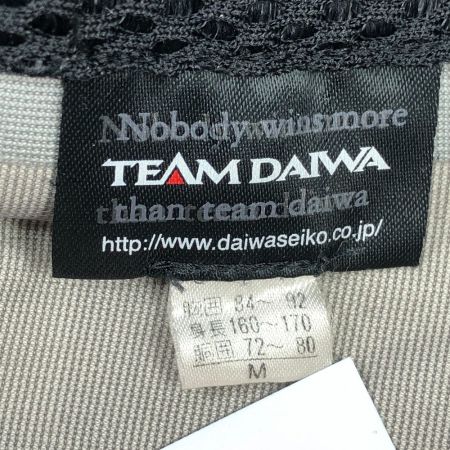 Nobody wins more
TEAM DAIWA
than team daiwa
http://www.daiwaseiko.co.jp/
胸囲 84～92
身長 160～170
胴囲 72～80
M